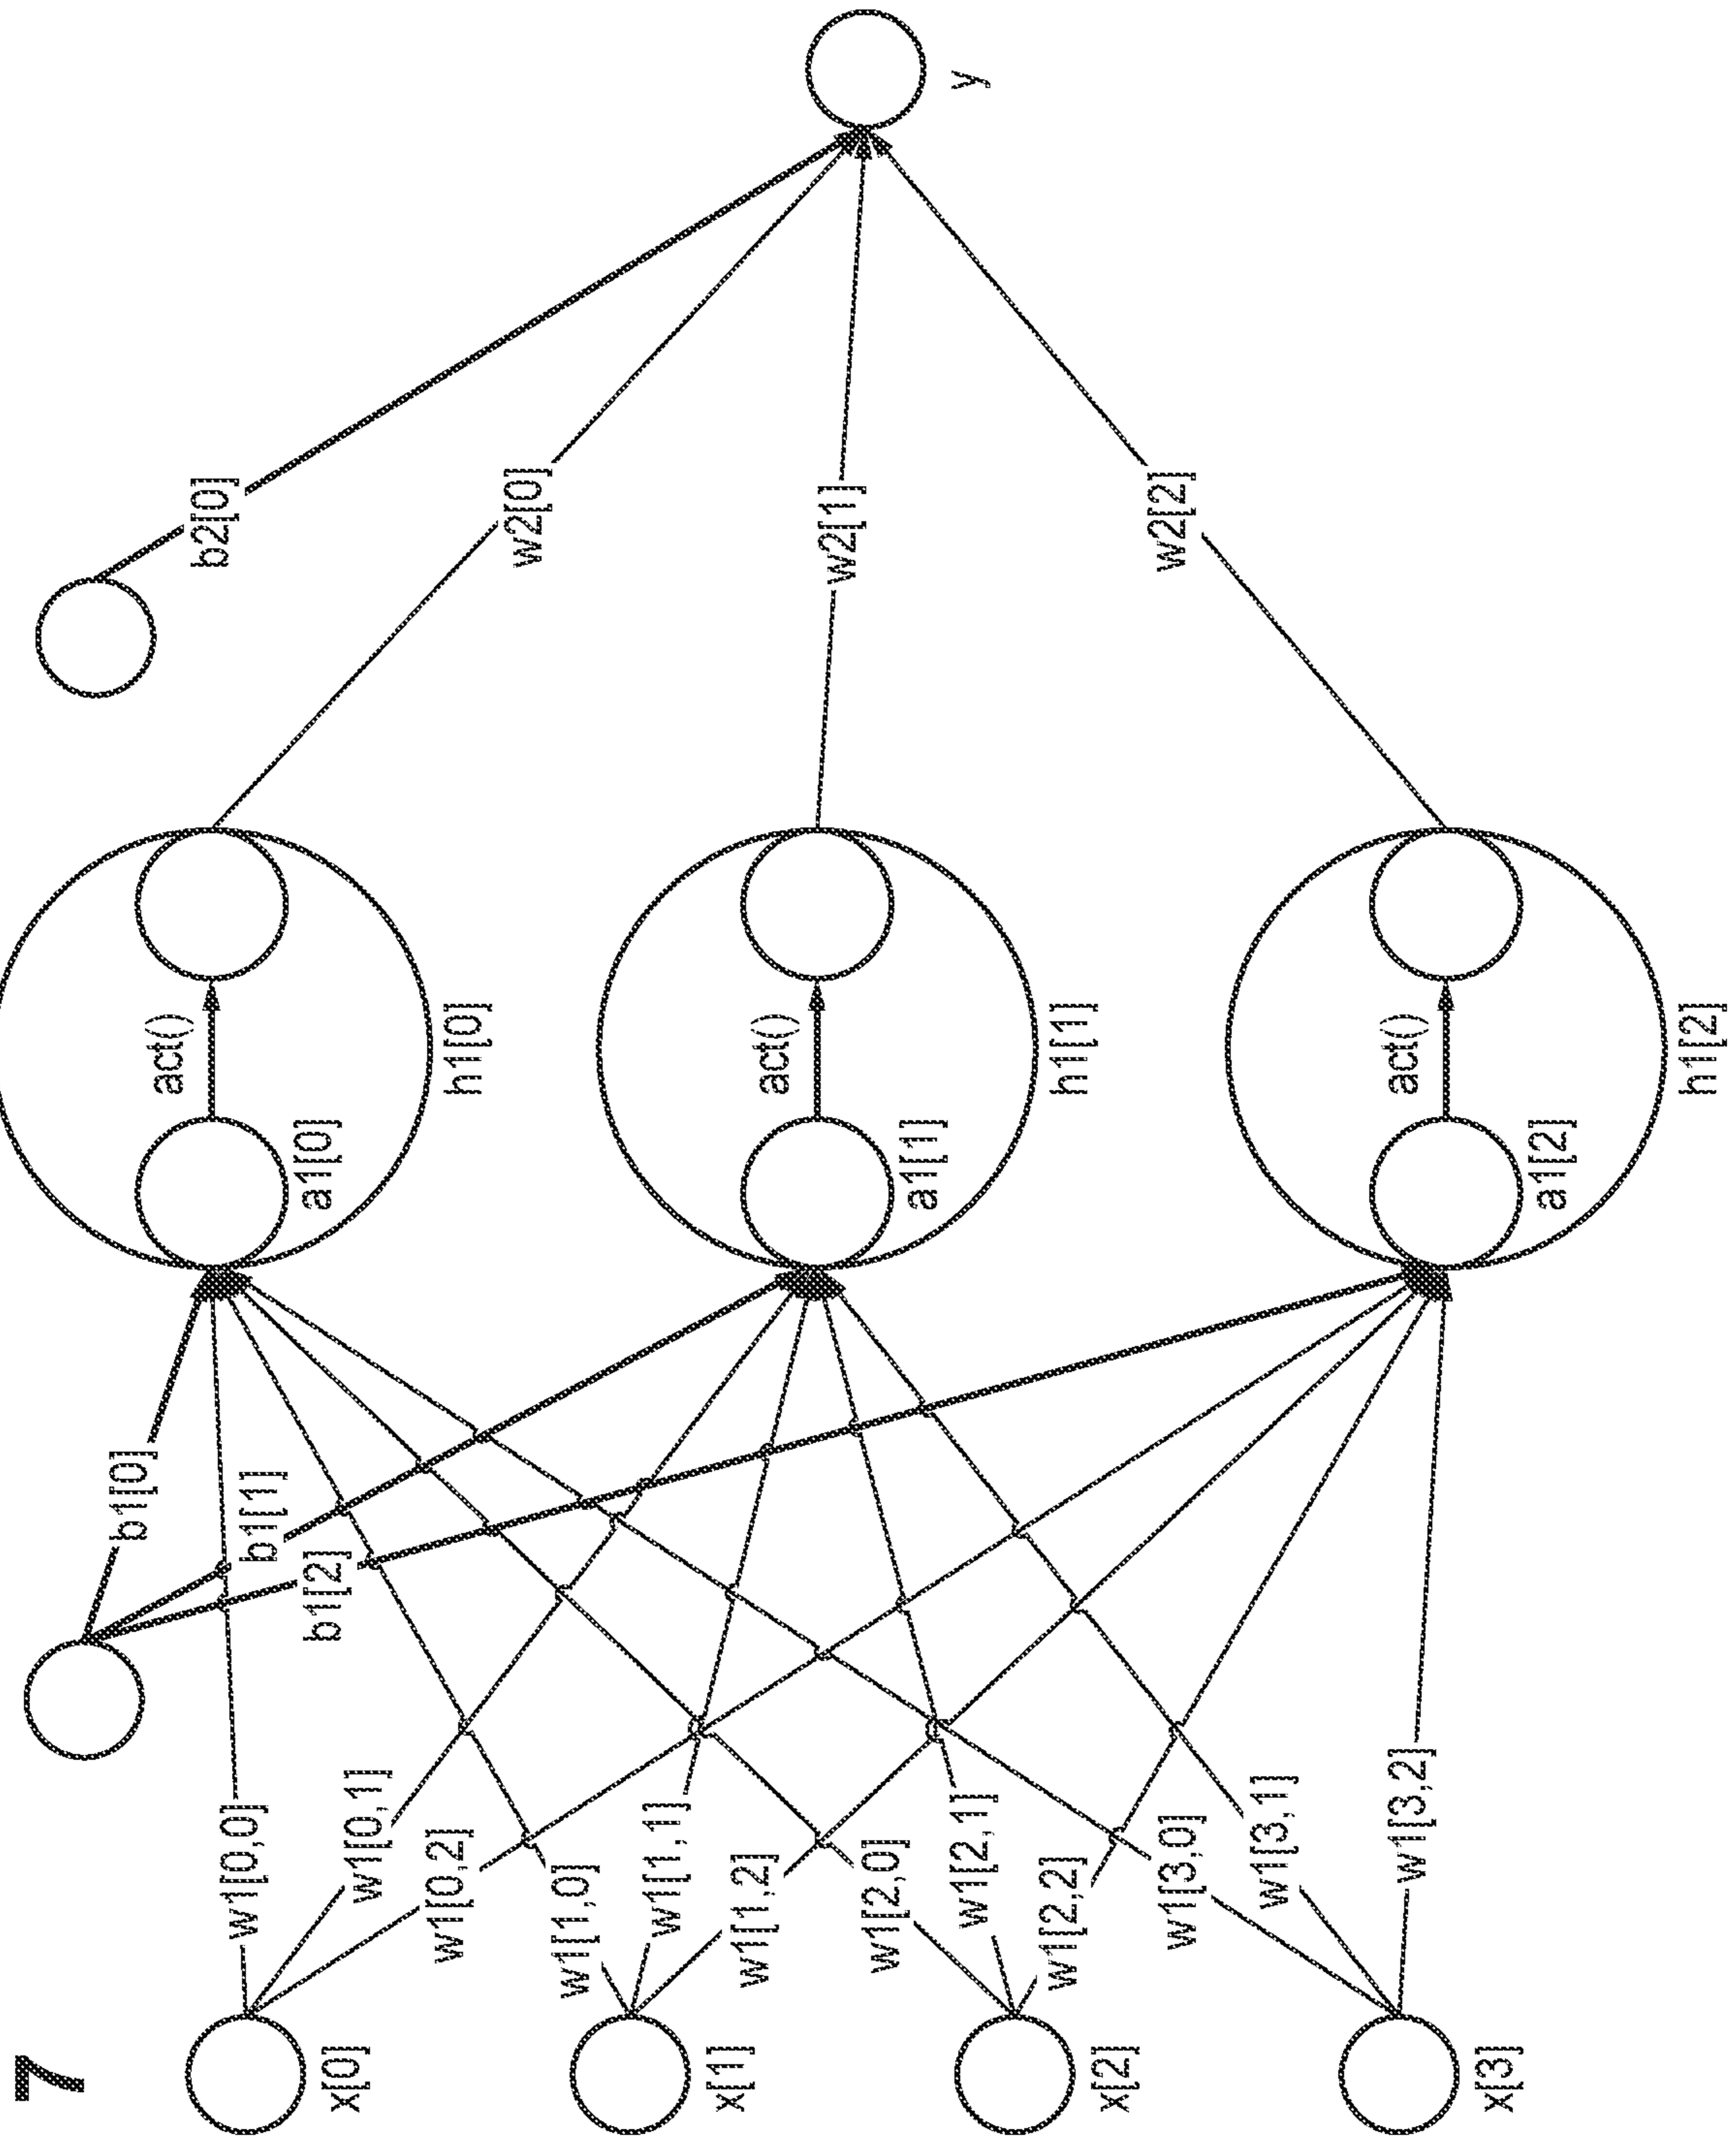 7
x[0]
x[1]
x[2]
x[3]
w1[0,0]
w1[0,1]
w1[0,2]
w1[1,0]
w1[1,1]
w1[1,2]
w1[2,0]
w1[2,1]
w1[2,2]
w1[3,0]
w1[3,1]
w1[3,2]
b1[0]
b1[1]
b1[2]
act()
a1[0]
h1[0]
act()
a1[1]
h1[1]
act()
a1[2]
h1[2]
b2[0]
w2[0]
w2[1]
w2[2]
y